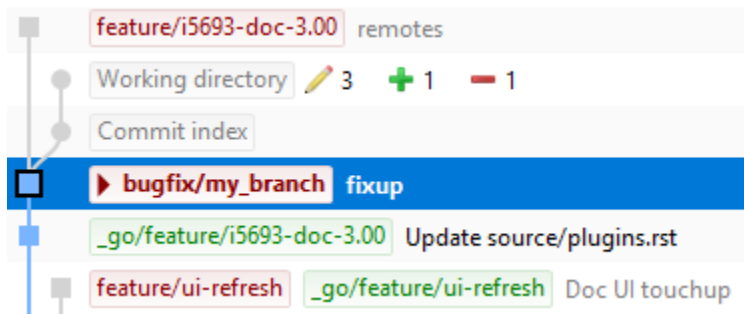 feature/i5693-doc-3.00 remotes
Working directory 3 1 1
Commit index
bugfix/my_branch fixup
_go/feature/i5693-doc-3.00 Update source/plugins.rst
feature/ui-refresh _go/feature/ui-refresh Doc UI touchup